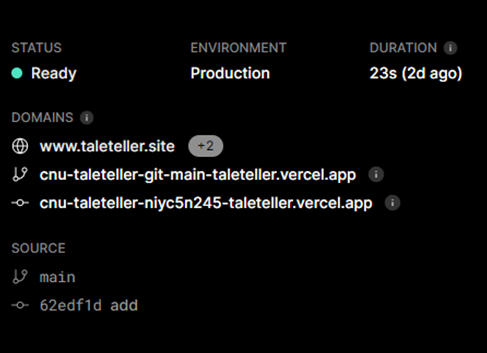 STATUS ENVIRONMENT DURATION
Ready Production 23s (2d ago)
DOMAINS
www.taleteller.site +2
cnu-taleteller-git-main-taleteller.vercel.app
cnu-taleteller-niyc5n245-taleteller.vercel.app
SOURCE
main
62edf1d add